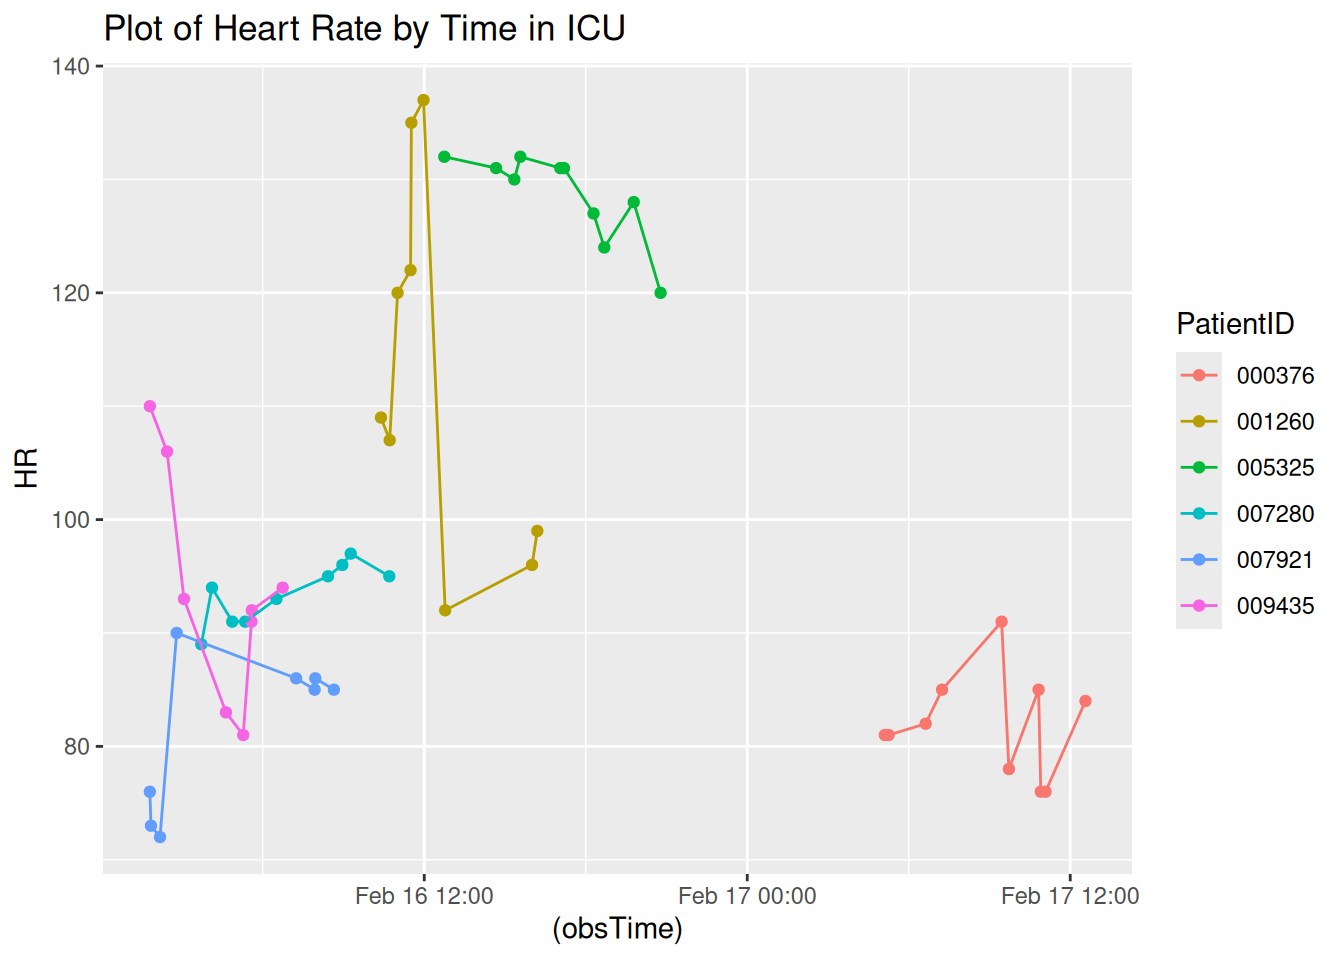 Plot of Heart Rate by Time in ICU
140
120
100
80
HR
Feb 16 12:00
Feb 17 00:00
Feb 17 12:00
(obsTime)
PatientID
000376
001260
005325
007280
007921
009435